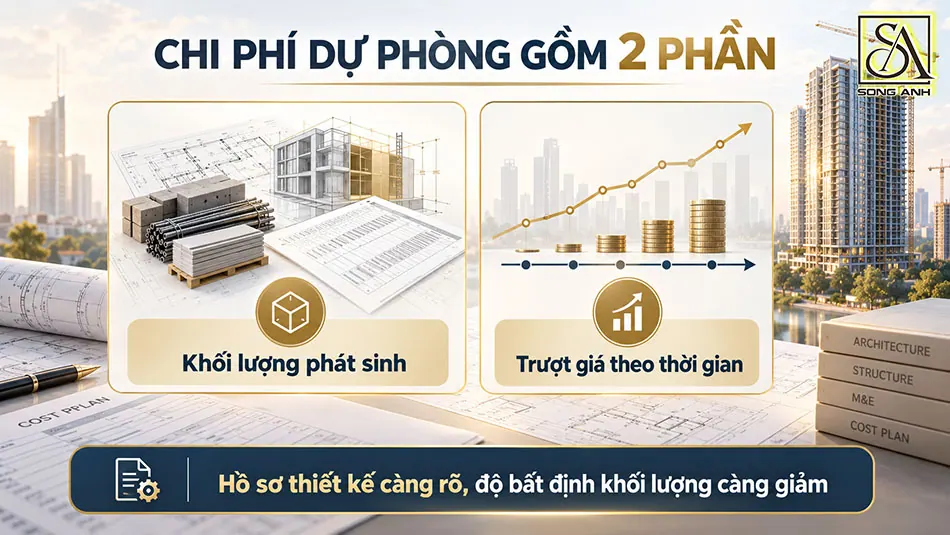 CHI PHÍ DỰ PHÒNG GỒM 2 PHẦN
SA
SONG ANH
Khối lượng phát sinh
Trượt giá theo thời gian
ARCHITECTURE
STRUCTURE
M&E
COST PLAN
COST PPLAN
Hồ sơ thiết kế càng rõ, độ bất định khối lượng càng giảm